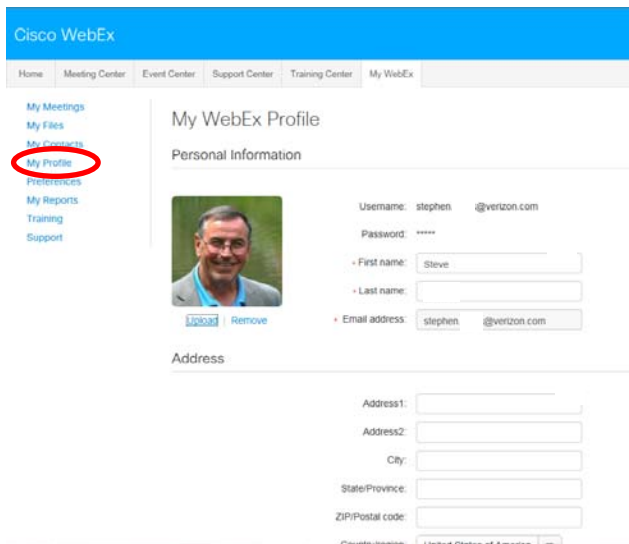 Cisco WebEx
Home Meeting Center Event Center Support Center Training Center My WebEx
My Meetings
My Files
My Contacts
My Profile
Preferences
My Reports
Training
Support
My WebEx Profile
Personal Information
Username: stephen. @verizon.com
Password: *****
• First name: Steve
• Last name:
Upload | Remove
• Email address: stephen. @verizon.com
Address
Address1:
Address2:
City:
State/Province:
ZIP/Postal code:
Country/region: United States of America